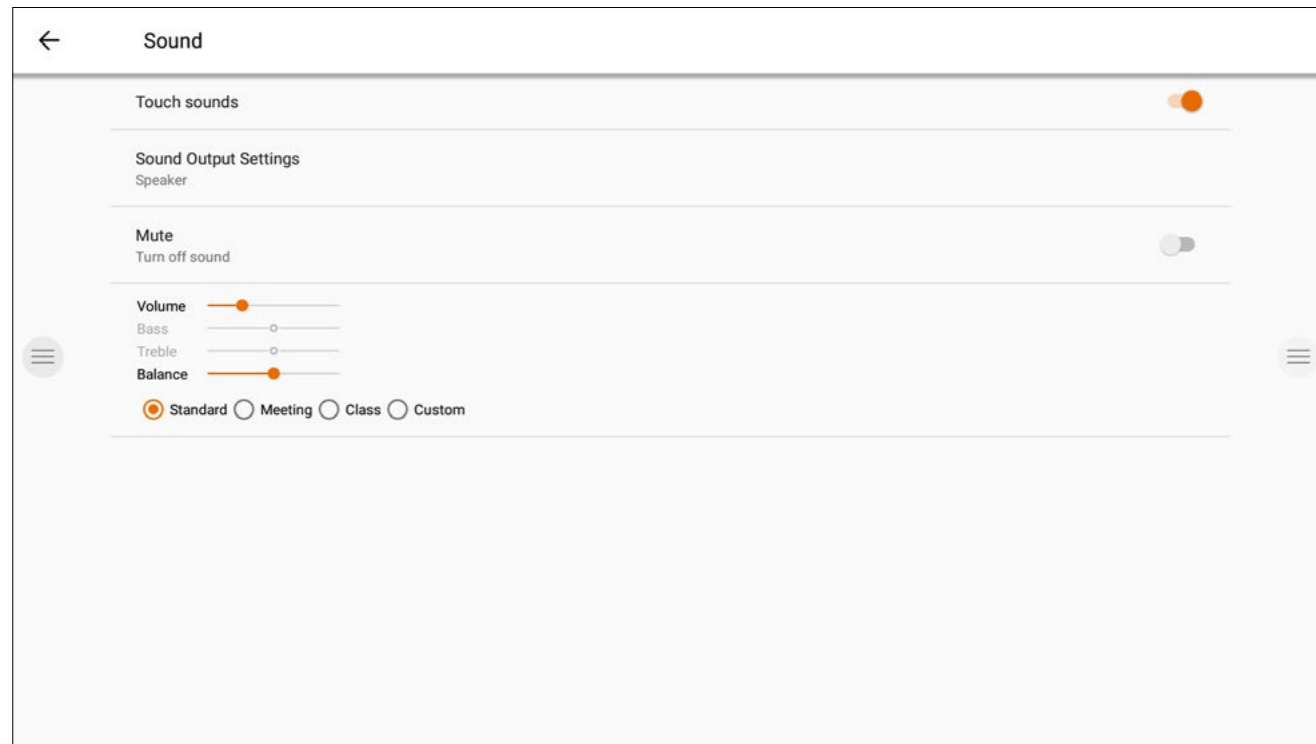 Sound
Touch sounds
Sound Output Settings
Speaker
Mute
Turn off sound
Volume
Bass
Treble
Balance
Standard Meeting Class Custom